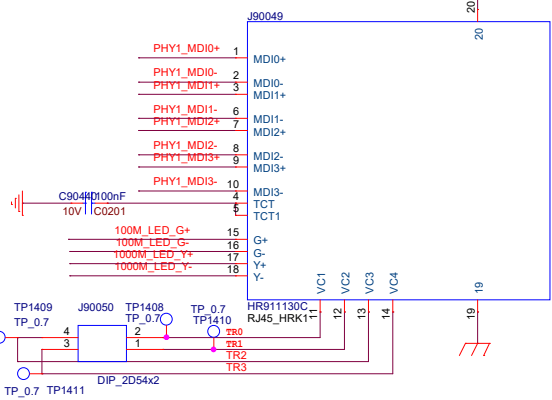 20
J90049
20
PHY1_MDI0+ 1 MDI0+
PHY1_MDI0- 2 MDI0-
PHY1_MDI1+ 3 MDI1+
PHY1_MDI1- 6 MDI1-
PHY1_MDI2+ 7 MDI2+
PHY1_MDI2- 8 MDI2-
PHY1_MDI3+ 9 MDI3+
PHY1_MDI3- 10 MDI3-
100nF 4 TCT
10V C0201 5 TCT1
100M_LED_G+ 15 G+
100M_LED_G- 16 G-
1000M_LED_Y+ 17 Y+
1000M_LED_Y- 18 Y-
VC1 VC2 VC3 VC4 19
HR911130C
RJ45_HRK1
11 12 13 14 19
TP1409 J90050 TP1408 TP_0.7
TP_0.7 TP_0.7 TP1410
4 2 TR0
3 1 TR1
TR2
TR3
TP_0.7 TP1411 DIP_2D54x2